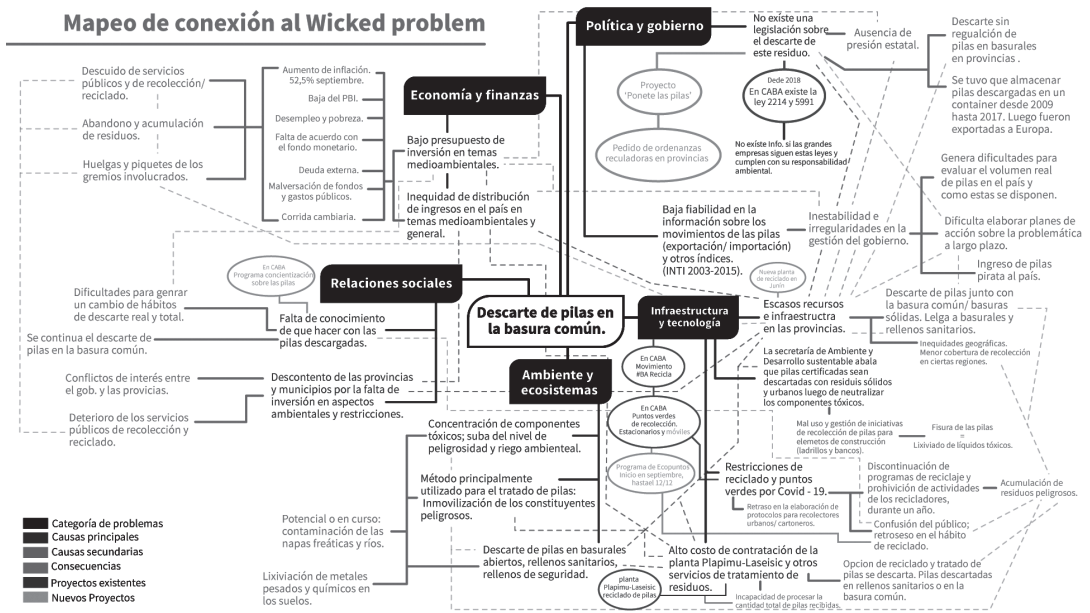 Mapeo de conexión al Wicked problem
Política y gobierno
No existe una
legislación sobre
el descarte de
este residuo.
Ausencia de
presión estatal.
Descarte sin
regualción de
pilas en basurales
en provincias .
Se tuvo que almacenar
pilas descargadas en un
container desde 2009
hasta 2017. Luego fueron
exportadas a Europa.
Proyecto
'Ponete las pilas'
Dede 2018
En CABA existe la
ley 2214 y 5991
Pedido de ordenanzas
reculadoras en provincias
No existe Info. si las grandes
empresas siguen estas leyes y
cumplen con su responsabilidad
ambiental.
Descuido de servicios
públicos y de recolección/
reciclado.
Abandono y acumulación
de residuos.
Huelgas y piquetes de los
gremios involucrados.
Aumento de inflación.
52,5% septiembre.
Baja del PBI.
Desempleo y pobreza.
Falta de acuerdo con
el fondo monetario.
Deuda externa.
Malversación de fondos
y gastos públicos.
Corrida cambiaria.
Economía y finanzas
Bajo presupuesto de
inversión en temas
medioambientales.
Inequidad de distribución
de ingresos en el país en
temas medioambientales y
general.
Baja fiabilidad en la
información sobre los
movimientos de las pilas
(exportación/ importación)
y otros índices.
(INTI 2003-2015).
Inestabilidad e
irregularidades en la
gestión del gobierno.
Genera dificultades para
evaluar el volumen real
de pilas en el país y
como estas se disponen.
Dificulta elaborar planes de
acción sobre la problemática
a largo plazo.
Ingreso de pilas
pirata al país.
En CABA
Programa concientización
sobre las pilas
Relaciones sociales
Dificultades para genrar
un cambio de hábitos
de descarte real y total.
Se continua el descarte de
pilas en la basura común.
Falta de conocimiento
de que hacer con las
pilas descargadas.
Conflictos de interés entre
el gob. y las provicias.
Deterioro de los servicios
públicos de recolección y
reciclado.
Descontento de las provincias
y municipios por la falta de
inversión en aspectos
ambientales y restricciones.
Descarte de pilas en
la basura común.
Infraestructura
y tecnología
Nueva planta
de reciclado en
Junín
Escasos recursos
e infraestructra
en las provincias.
Descarte de pilas junto con
la basura común/ basuras
sólidas. Lelga a basurales y
rellenos sanitarios.
Inequidades geográficas.
Menor cobertura de recolección
en ciertas regiones.
La secretaría de Ambiente y
Desarrollo sustentable abala
que pilas certificadas sean
descartadas con residuis sólidos
y urbanos luego de neutralizar
los componentes tóxicos.
Mal uso y gestión de iniciativas
de recolección de pilas para
elemetos de construcción
(ladrillos y bancos).
Fisura de las pilas
=
Lixiviado de líquidos tóxicos.
En CABA
Movimiento
#BA Recicla
En CABA
Puntos verdes
de recolección.
Estacionarios y móviles
Programa de Ecopuntos
Inicio en septiembre,
hastael 12/12
Ambiente y
ecosistemas
Concentración de componentes
tóxicos; suba del nivel de
peligrosidad y riego ambienteal.
Método principalmente
utilizado para el tratado de pilas:
Inmovilización de los constituyentes
peligrosos.
Descarte de pilas en basurales
abiertos, rellenos sanitarios,
rellenos de seguridad.
Potencial o en curso:
contaminación de las
napas freáticas y ríos.
Lixiviación de metales
pesados y químicos en
los suelos.
Restricciones de
reciclado y puntos
verdes por Covid - 19.
Retraso en la elaboración de
protocolos para recolectores
urbanos/ cartoneros.
Discontinuación de
programas de reciclaje y
prohivición de actividades
de los recicladores,
durante un año.
Acumulación de
residuos peligrosos.
Confusión del público;
retroseso en el hábito
de reciclado.
Alto costo de contratación de la
planta Plapimu-Laseisic y otros
servicios de tratamiento de
residuos.
planta
Plapimu-Laseisic
reciclado de pilas
Incapacidad de procesar la
cantidad total de pilas recibidas.
Opcion de reciclado y tratado de
pilas se descarta. Pilas descartadas
en rellenos sanitarios o en la
basura común.
Categoría de problemas
Causas principales
Causas secundarias
Consecuencias
Proyectos existentes
Nuevos Proyectos